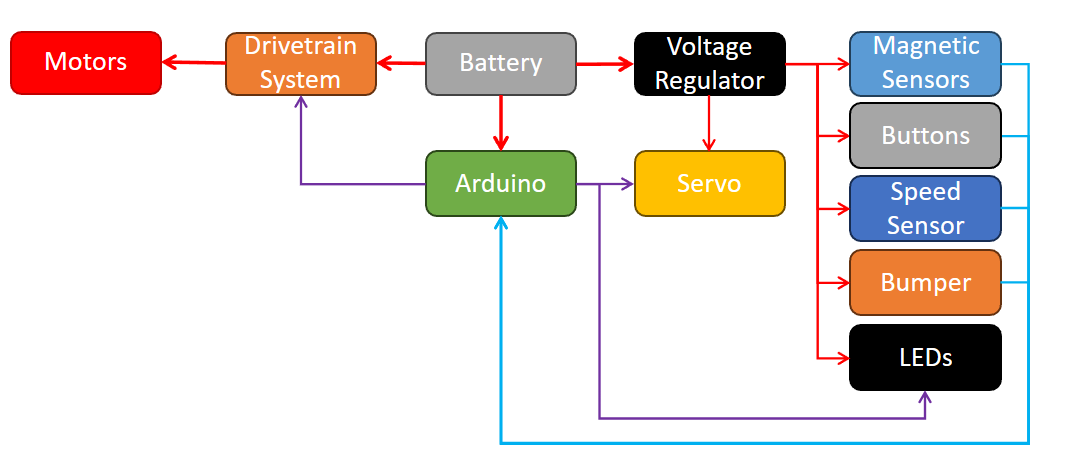 Motors
Drivetrain
System
Battery
Voltage
Regulator
Magnetic
Sensors
Buttons
Arduino
Servo
Speed
Sensor
Bumper
LEDs